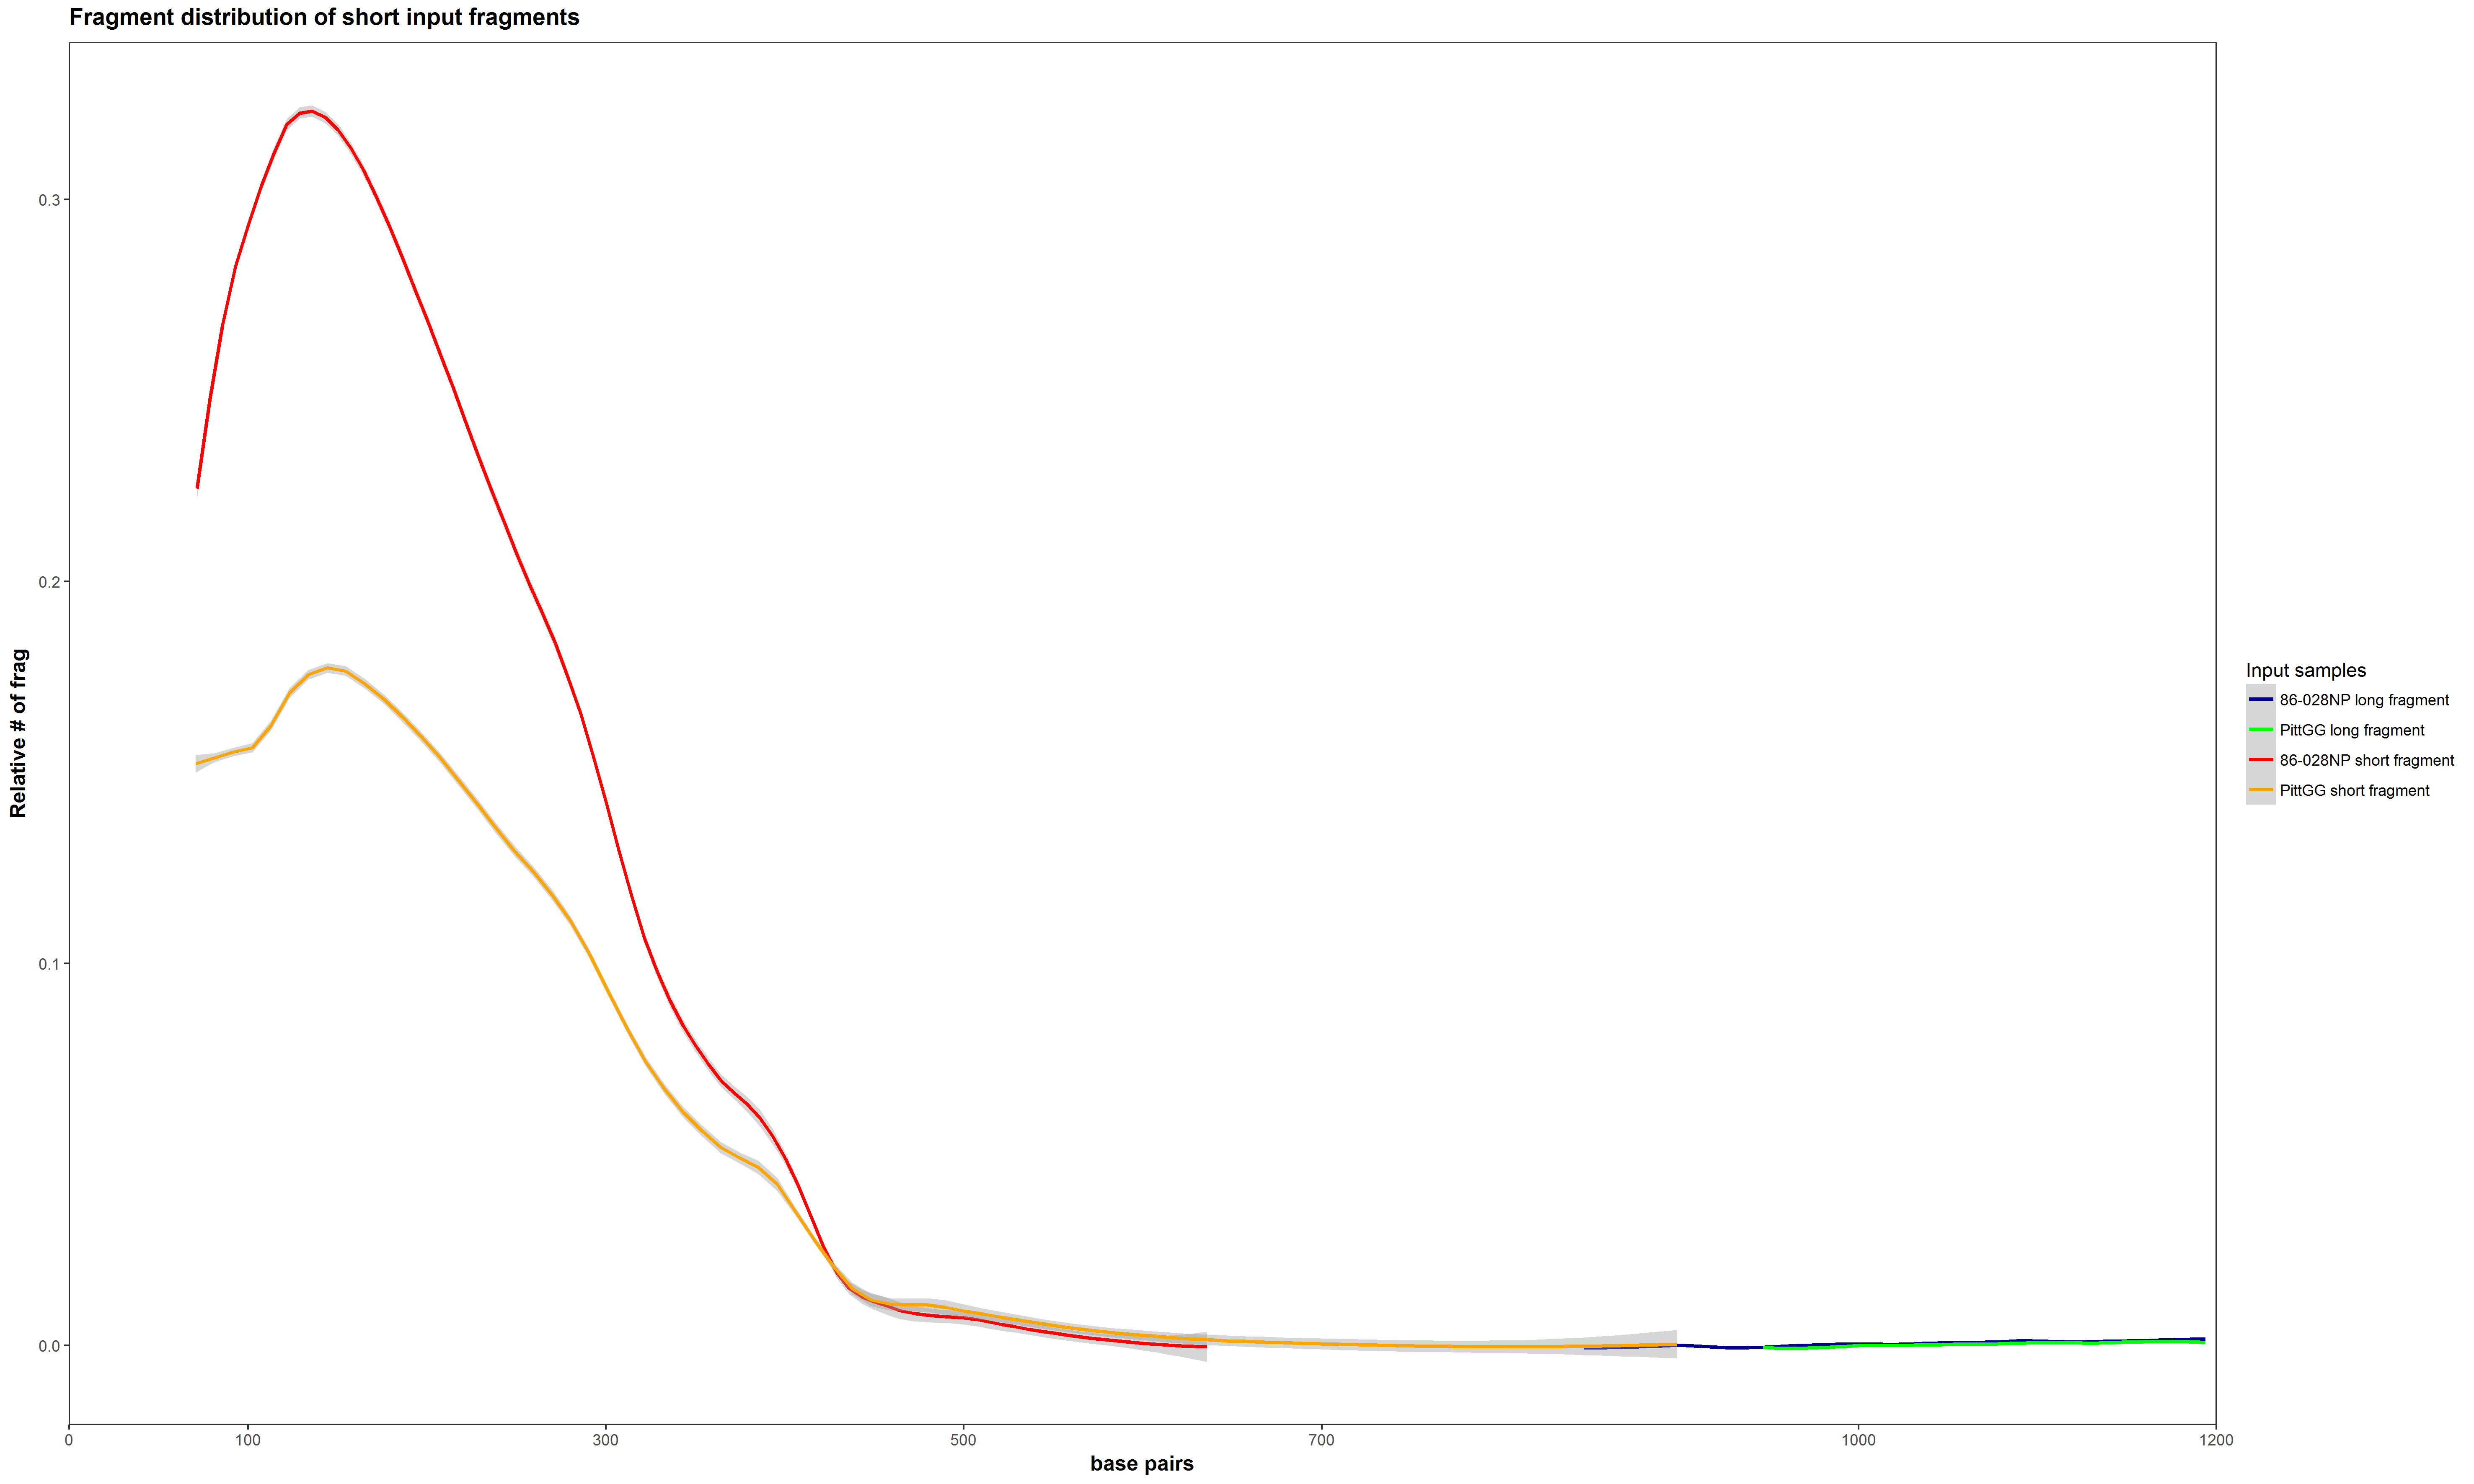 Fragment distribution of short input fragments
Relative # of frag
0.3
0.2
0.1
0.0
0
100
300
500
700
1000
1200
base pairs
Input samples
86-028NP long fragment
PittGG long fragment
86-028NP short fragment
PittGG short fragment